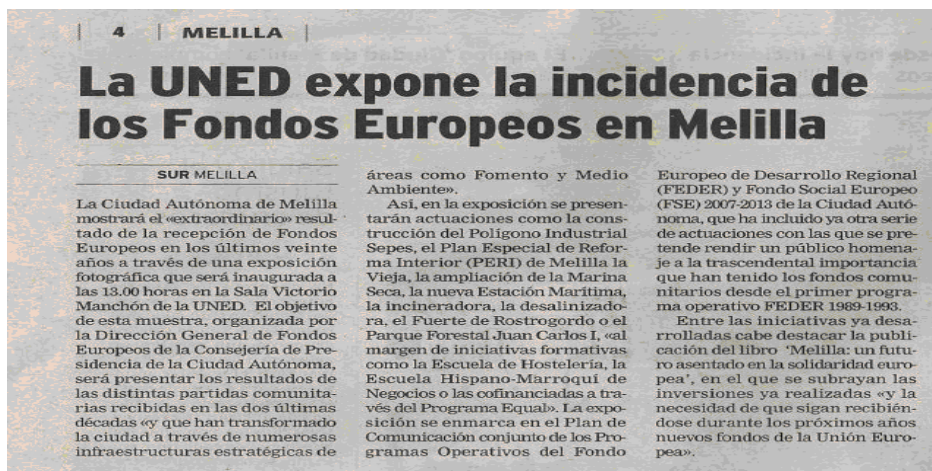 | 4 | MELILLA |
La UNED expone la incidencia de
los Fondos Europeos en Melilla
SUR MELILLA
La Ciudad Autónoma de Melilla
mostrará el «extraordinario» resul-
tado de la recepción de Fondos
Europeos en los últimos veinte
años a través de una exposición
fotográfica que será inaugurada a
las 13.00 horas en la Sala Victorio
Manchón de la UNED. El objetivo
de esta muestra, organizada por
la Dirección General de Fondos
Europeos de la Consejería de Pre-
sidencia de la Ciudad Autónoma,
será presentar los resultados de
las distintas partidas comunita-
rias recibidas en las dos últimas
décadas «y que han transformado
la ciudad a través de numerosas
infraestructuras estratégicas de
áreas como Fomento y Medio
Ambiente».
Así, en la exposición se presen-
tarán actuaciones como la cons-
trucción del Polígono Industrial
Sepes, el Plan Especial de Refor-
ma Interior (PERI) de Melilla la
Vieja, la ampliación de la Marina
Seca, la nueva Estación Marítima,
la incineradora, la desalinizado-
ra, el Fuerte de Rostrogordo o el
Parque Forestal Juan Carlos I, «al
margen de iniciativas formativas
como la Escuela de Hostelería, la
Escuela Hispano-Marroquí de
Negocios o las cofinanciadas a tra-
vés del Programa Equal». La expo-
sición se enmarca en el Plan de
Comunicación conjunto de los Pro-
gramas Operativos del Fondo
Europeo de Desarrollo Regional
(FEDER) y Fondo Social Europeo
(FSE) 2007-2013 de la Ciudad Autó-
noma, que ha incluido ya otra serie
de actuaciones con las que se pre-
tende rendir un público homena-
je a la trascendental importancia
que han tenido los fondos comu-
nitarios desde el primer progra-
ma operativo FEDER 1989-1993.
Entre las iniciativas ya desa-
rrolladas cabe destacar la publi-
cación del libro 'Melilla: un futu-
ro asentado en la solidaridad euro-
pea', en el que se subrayan las
inversiones ya realizadas «y la
necesidad de que sigan recibién-
dose durante los próximos años
nuevos fondos de la Unión Euro-
pea».